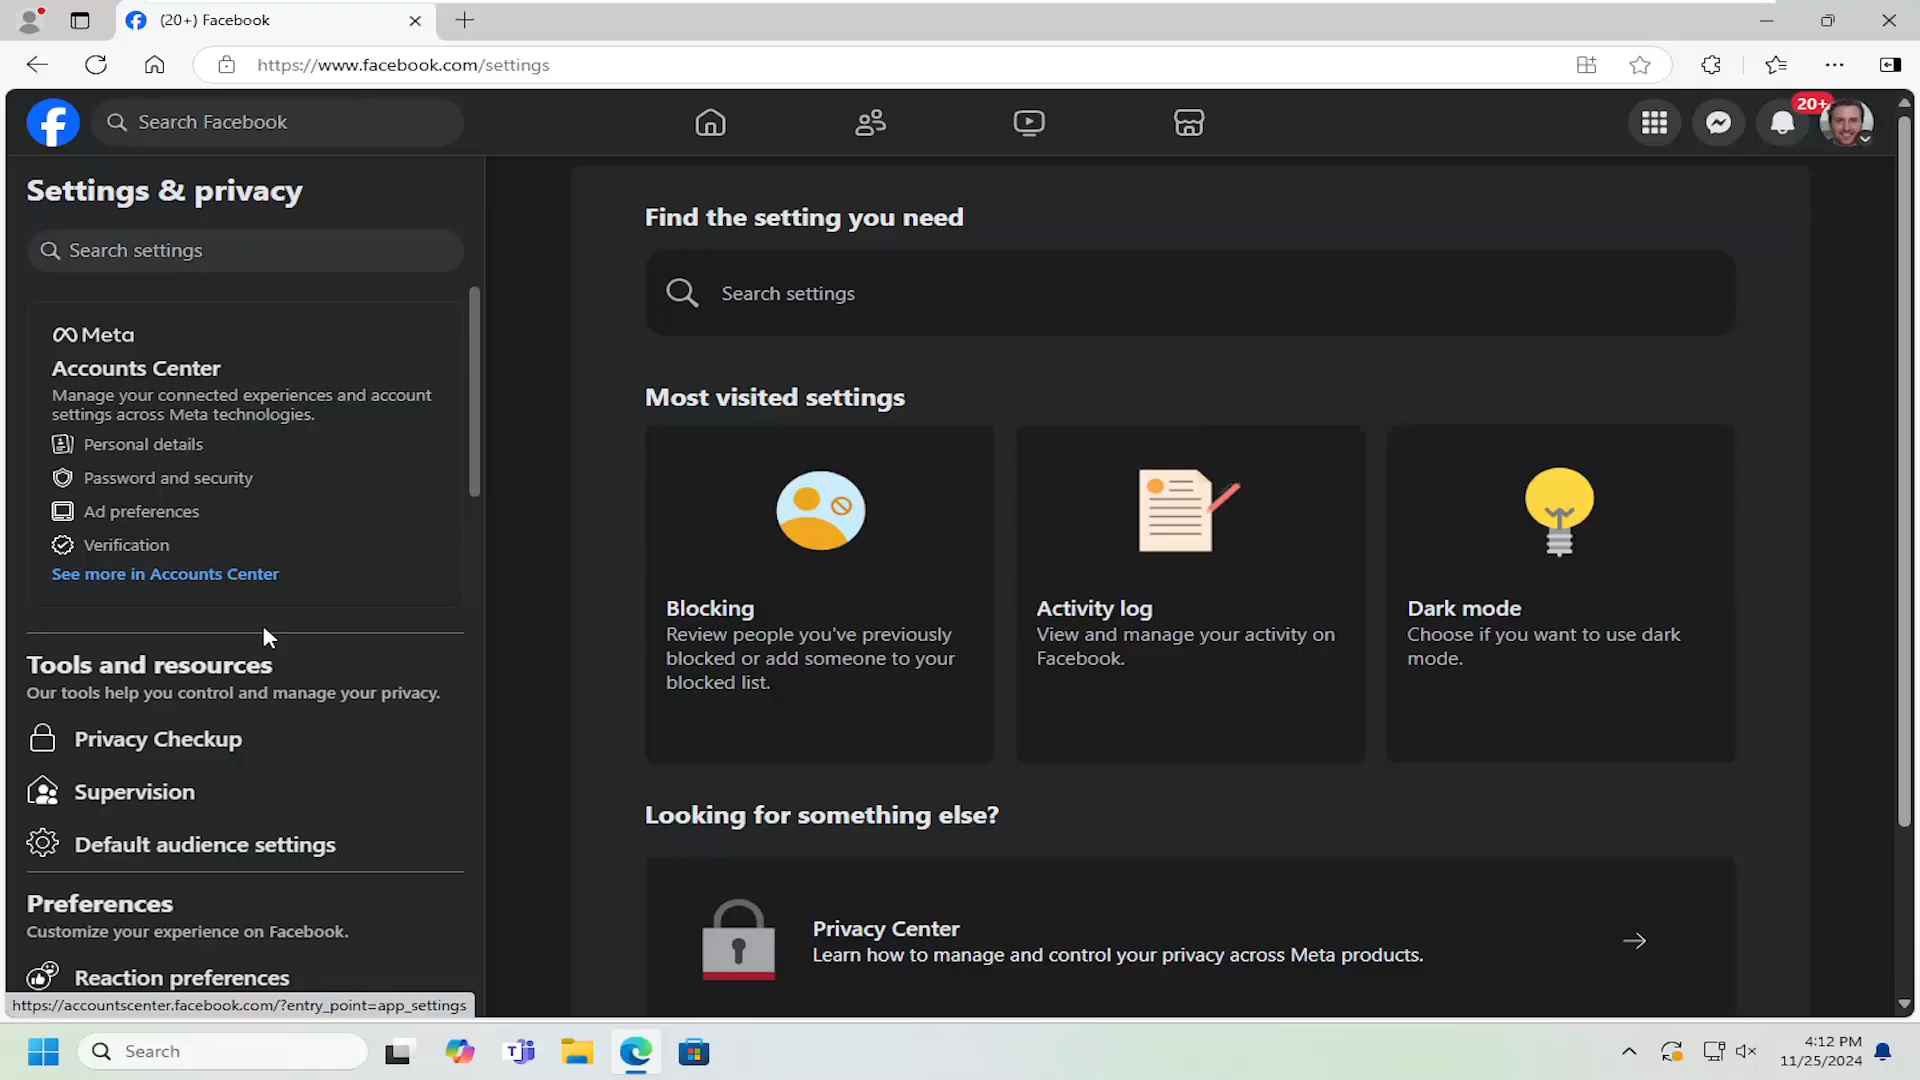 (20+) Facebook
https://www.facebook.com/settings
Search Facebook
20+
Settings & privacy
Search settings
Meta
Accounts Center
Manage your connected experiences and account
settings across Meta technologies.
Personal details
Password and security
Ad preferences
Verification
See more in Accounts Center
Tools and resources
Our tools help you control and manage your privacy.
Privacy Checkup
Supervision
Default audience settings
Preferences
Customize your experience on Facebook.
Reaction preferences
https://accountscenter.facebook.com/?entry_point=app_settings
Find the setting you need
Search settings
Most visited settings
Blocking
Review people you've previously
blocked or add someone to your
blocked list.
Activity log
View and manage your activity on
Facebook.
Dark mode
Choose if you want to use dark
mode.
Looking for something else?
Privacy Center
Learn how to manage and control your privacy across Meta products.
Search
4:12 PM
11/25/2024